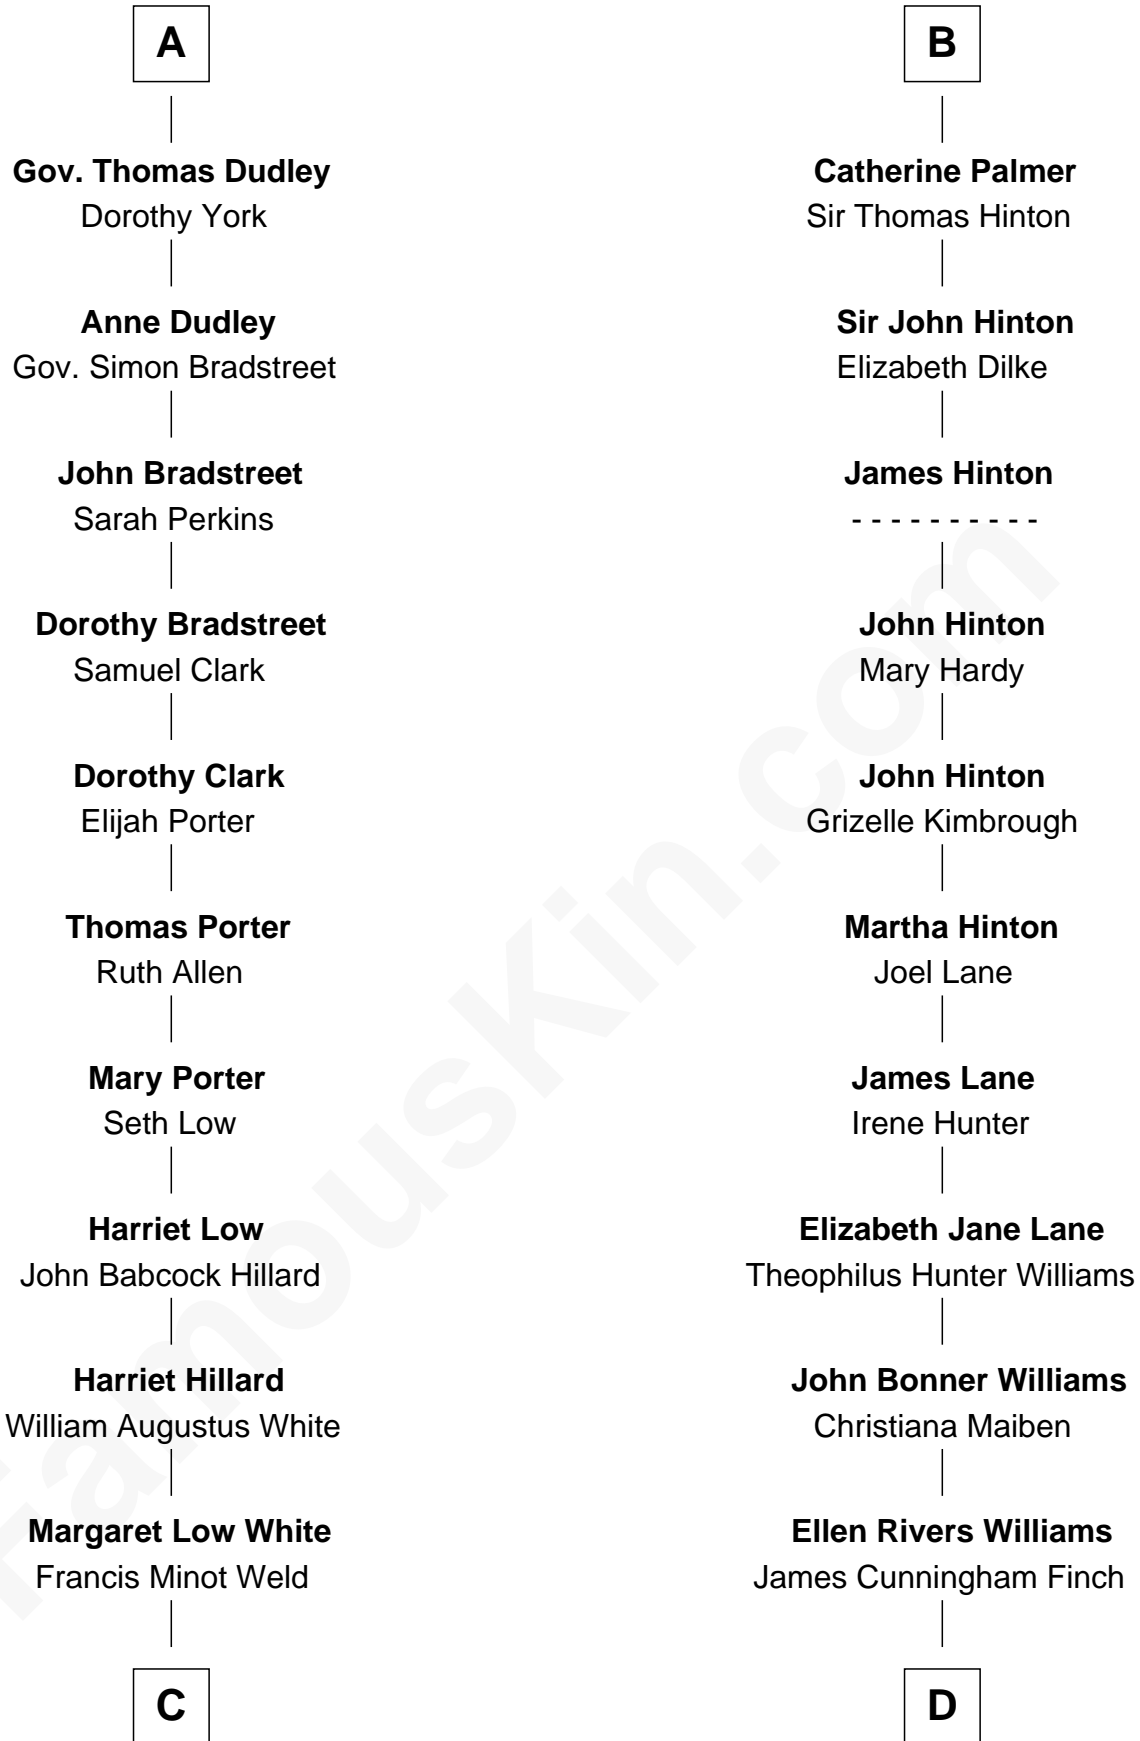 A
Gov. Thomas Dudley
Dorothy York
Anne Dudley
Gov. Simon Bradstreet
John Bradstreet
Sarah Perkins
Dorothy Bradstreet
Samuel Clark
Dorothy Clark
Elijah Porter
Thomas Porter
Ruth Allen
Mary Porter
Seth Low
Harriet Low
John Babcock Hillard
Harriet Hillard
William Augustus White
Margaret Low White
Francis Minot Weld
C
B
Catherine Palmer
Sir Thomas Hinton
Sir John Hinton
Elizabeth Dilke
James Hinton
- - - - - - - - - -
John Hinton
Mary Hardy
John Hinton
Grizelle Kimbrough
Martha Hinton
Joel Lane
James Lane
Irene Hunter
Elizabeth Jane Lane
Theophilus Hunter Williams
John Bonner Williams
Christiana Maiben
Ellen Rivers Williams
James Cunningham Finch
D
FamousKin.com